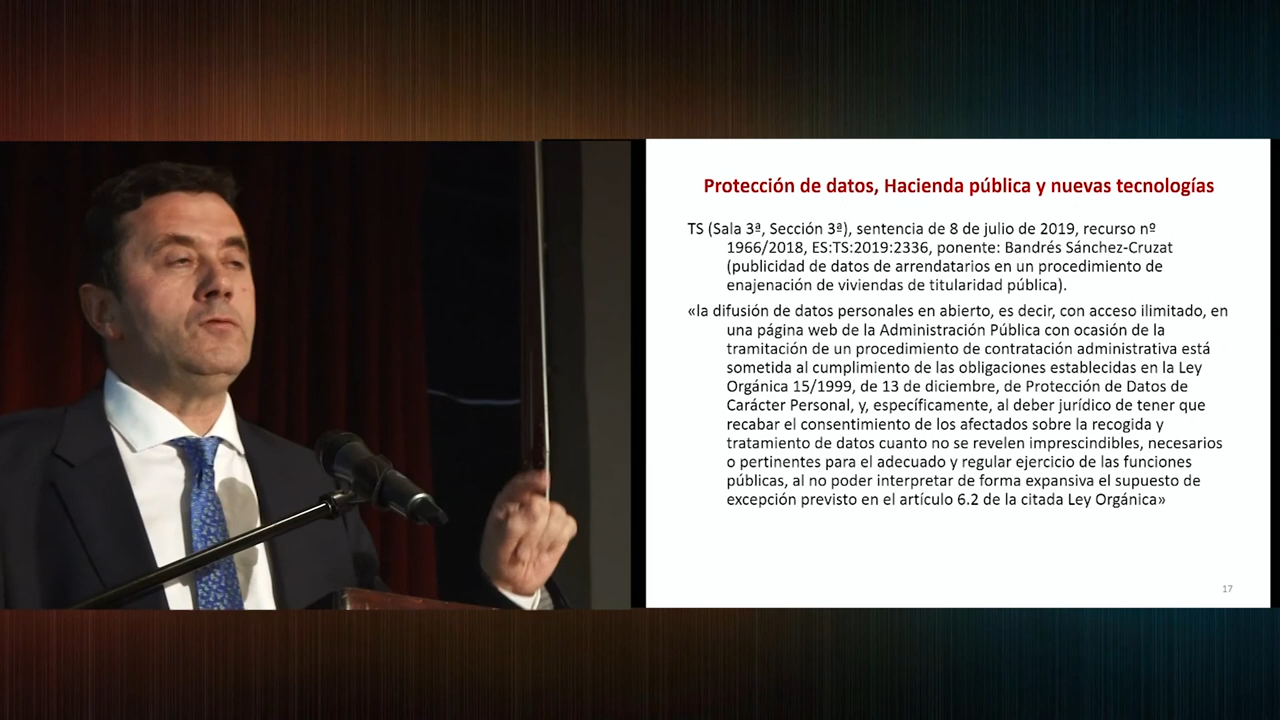 Protección de datos, Hacienda pública y nuevas tecnologías
TS (Sala 3ª, Sección 3ª), sentencia de 8 de julio de 2019, recurso nº
1966/2018, ES:TS:2019:2336, ponente: Bandrés Sánchez-Cruzat
(publicidad de datos de arrendatarios en un procedimiento de
enajenación de viviendas de titularidad pública).
«la difusión de datos personales en abierto, es decir, con acceso ilimitado, en
una página web de la Administración Pública con ocasión de la
tramitación de un procedimiento de contratación administrativa está
sometida al cumplimiento de las obligaciones establecidas en la Ley
Orgánica 15/1999, de 13 de diciembre, de Protección de Datos de
Carácter Personal, y, específicamente, al deber jurídico de tener que
recabar el consentimiento de los afectados sobre la recogida y
tratamiento de datos cuanto no se revelen imprescindibles, necesarios
o pertinentes para el adecuado y regular ejercicio de las funciones
públicas, al no poder interpretar de forma expansiva el supuesto de
excepción previsto en el artículo 6.2 de la citada Ley Orgánica»
17